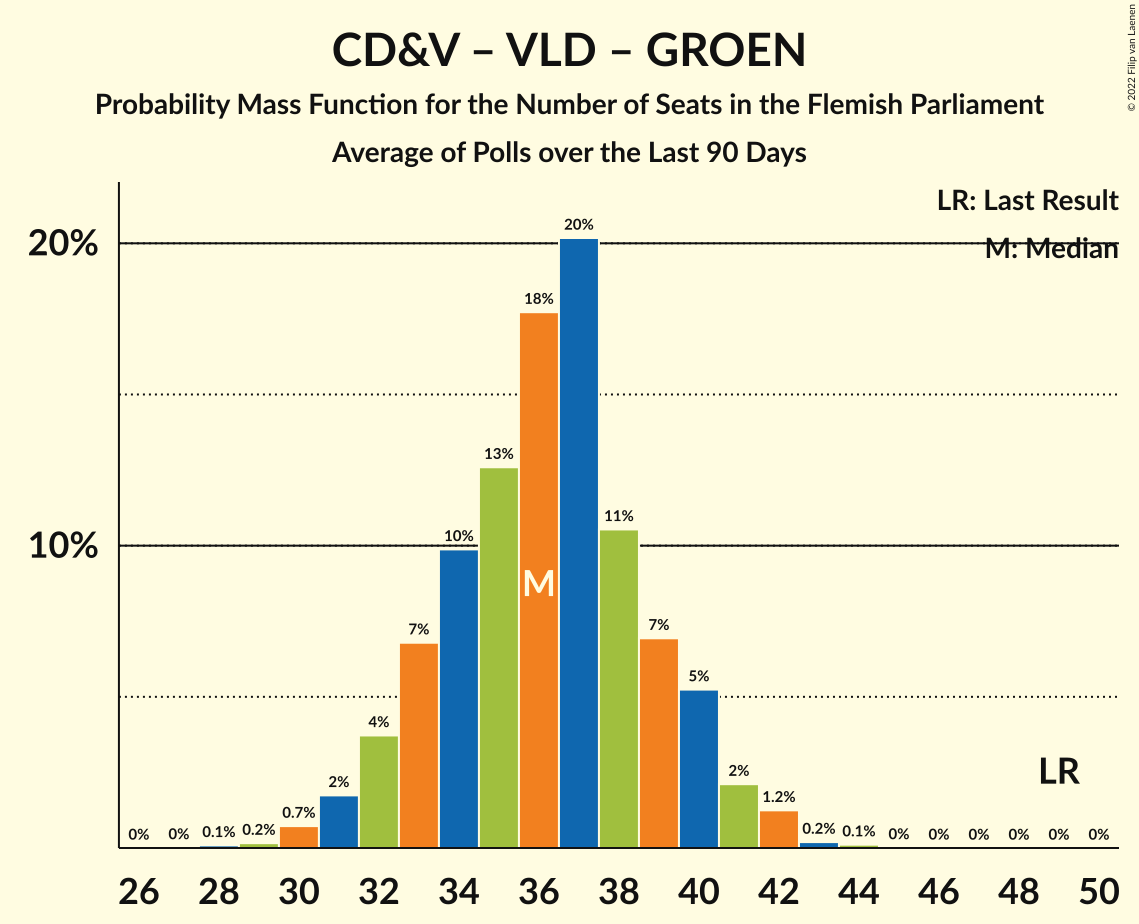 CD&V – VLD – GROEN
Probability Mass Function for the Number of Seats in the Flemish Parliament
Average of Polls over the Last 90 Days
© 2022 Filip van Laenen
LR: Last Result
M: Median
20%
10%
0% 0% 0.1% 0.2% 0.7% 2% 4% 7% 10% 13% 18% 20% 11% 7% 5% 2% 1.2% 0.2% 0.1% 0% 0% 0% 0% 0% 0%
M
LR
26 28 30 32 34 36 38 40 42 44 46 48 50